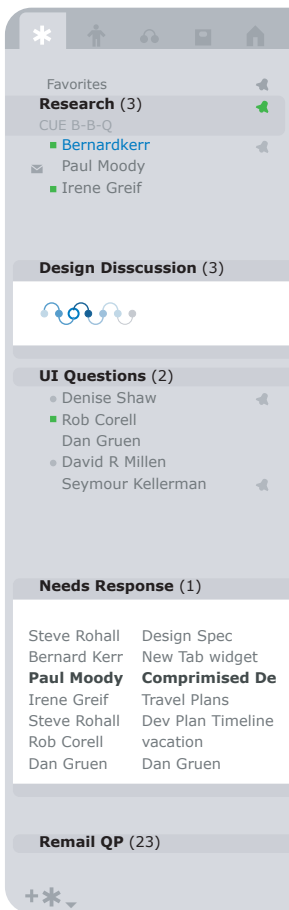 Favorites
Research (3)
CUE B-B-Q
Bernardkerr
Paul Moody
Irene Greif
Design Disscussion (3)
UI Questions (2)
Denise Shaw
Rob Corell
Dan Gruen
David R Millen
Seymour Kellerman
Needs Response (1)
Steve Rohall Design Spec
Bernard Kerr New Tab widget
Paul Moody Comprimised De
Irene Greif Travel Plans
Steve Rohall Dev Plan Timeline
Rob Corell vacation
Dan Gruen Dan Gruen
Remail QP (23)